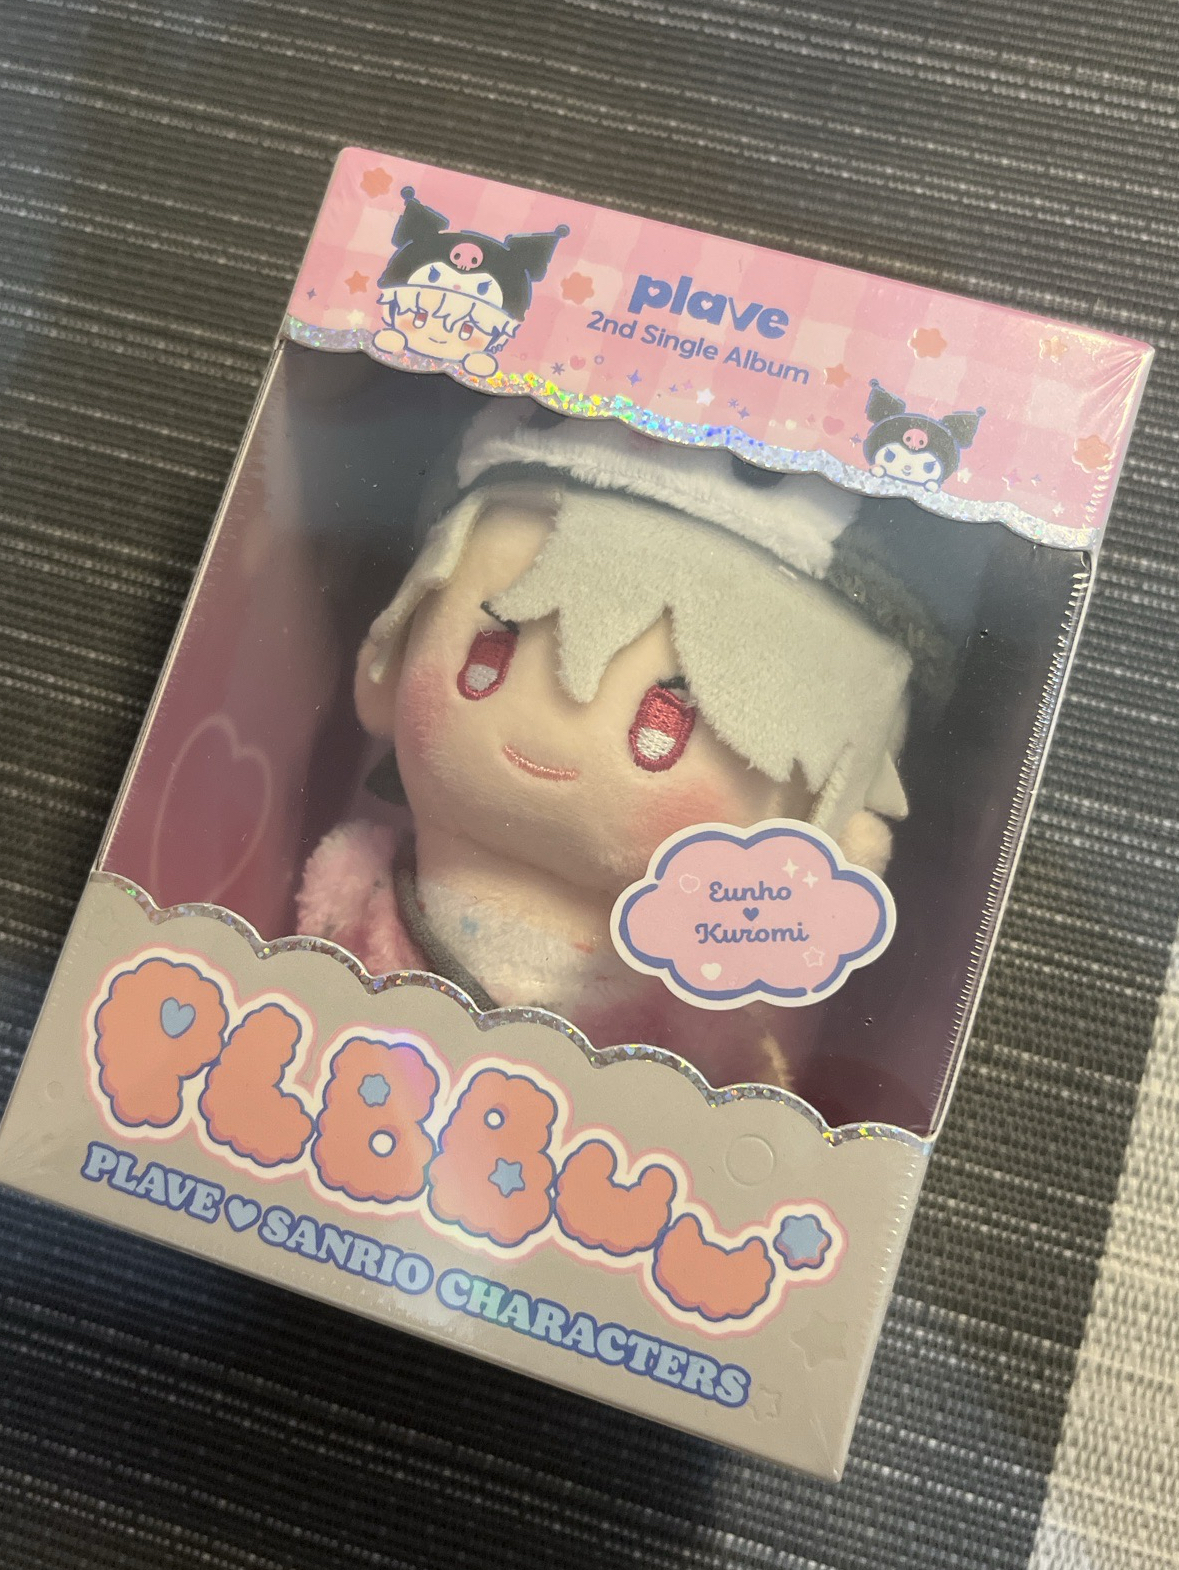 plave
2nd Single Album
Eunho
Kuromi
PLBBUU
PLAVE SANRIO CHARACTERS